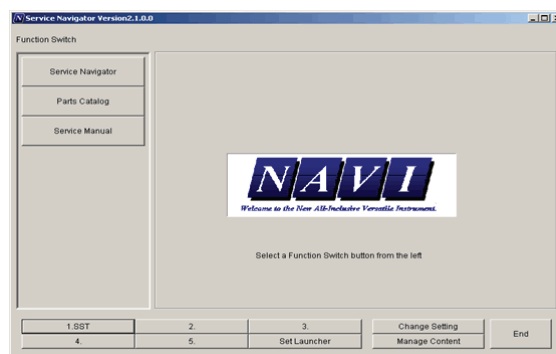 Service Navigator Version2.1.0.0
Function Switch
Service Navigator
Parts Catalog
Service Manual
NAVI
Welcome to the New All-Inclusive Versatile Instrument.
Select a Function Switch button from the left
1.SST
2.
3.
Change Setting
End
4.
5.
Set Launcher
Manage Content